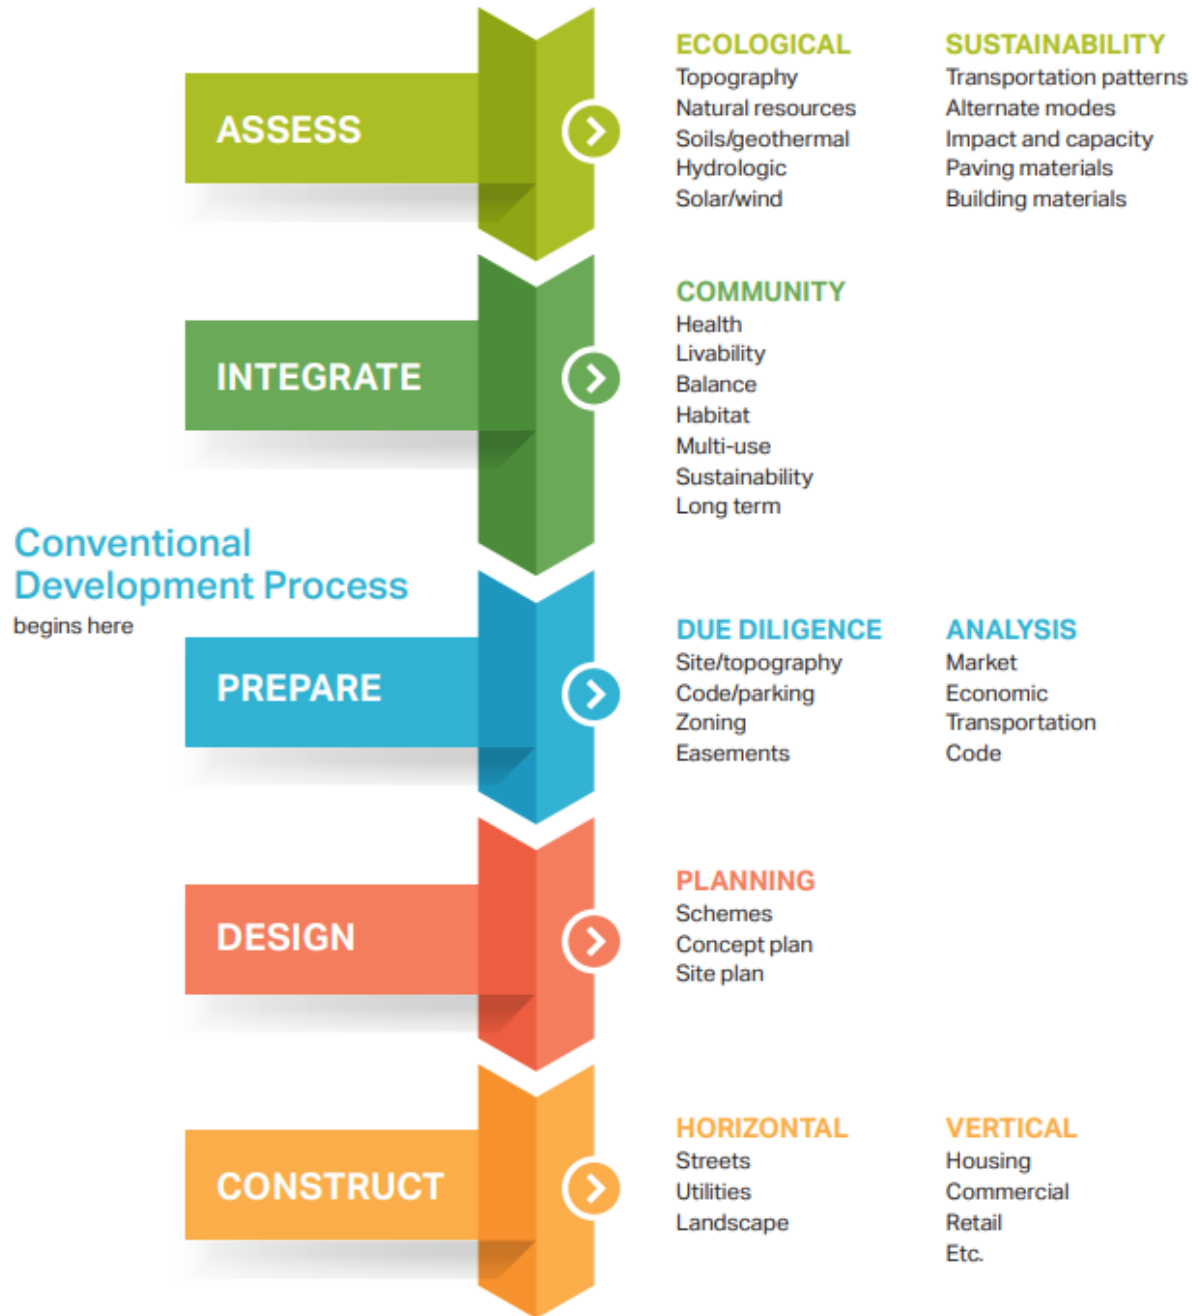 ASSESS
ECOLOGICAL
Topography
Natural resources
Soils/geothermal
Hydrologic
Solar/wind
SUSTAINABILITY
Transportation patterns
Alternate modes
Impact and capacity
Paving materials
Building materials
INTEGRATE
COMMUNITY
Health
Livability
Balance
Habitat
Multi-use
Sustainability
Long term
Conventional
Development Process
begins here
PREPARE
DUE DILIGENCE
Site/topography
Code/parking
Zoning
Easements
ANALYSIS
Market
Economic
Transportation
Code
DESIGN
PLANNING
Schemes
Concept plan
Site plan
CONSTRUCT
HORIZONTAL
Streets
Utilities
Landscape
VERTICAL
Housing
Commercial
Retail
Etc.